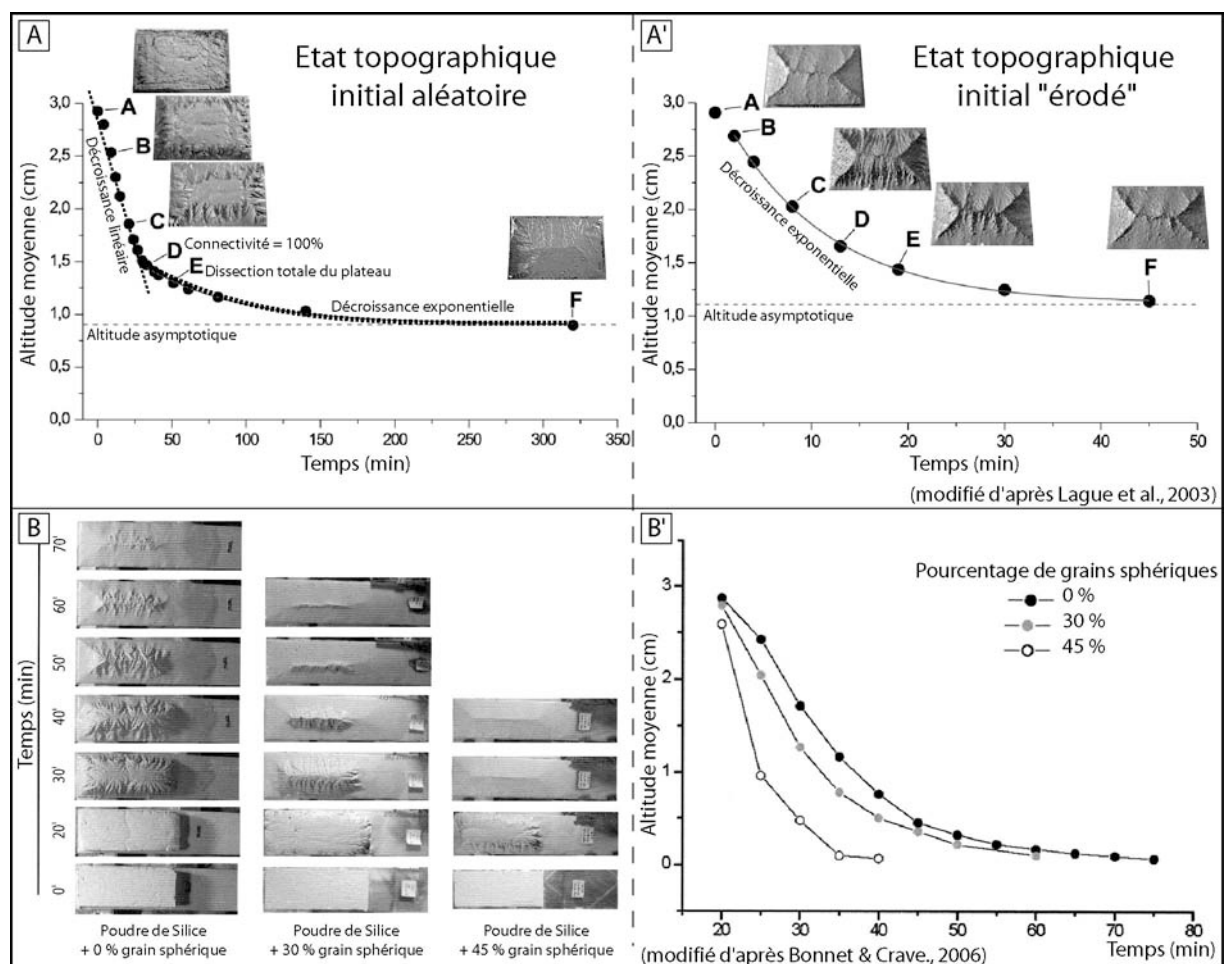 A
Etat topographique
initial aléatoire
3,0
2,5
2,0
1,5
1,0
0,5
0,0
Altitude moyenne (cm)
A
B
C
D
E
F
Décroissance linéaire
Connectivité = 100%
Dissection totale du plateau
Décroissance exponentielle
Altitude asymptotique
0 50 100 150 200 250 300 350
Temps (min)
A'
Etat topographique
initial "érodé"
3,0
2,5
2,0
1,5
1,0
0,5
0,0
Altitude moyenne (cm)
A
B
C
D
E
F
Décroissance exponentielle
Altitude asymptotique
0 10 20 30 40 50
Temps (min)
(modifié d'après Lague et al., 2003)
B
Temps (min)
70'
60'
50'
40'
30'
20'
0'
Poudre de Silice
+ 0 % grain sphérique
Poudre de Silice
+ 30 % grain sphérique
Poudre de Silice
+ 45 % grain sphérique
B'
Pourcentage de grains sphériques
0 %
30 %
45 %
3
2
1
0
Altitude moyenne (cm)
20 30 40 50 60 70 80
Temps (min)
(modifié d'après Bonnet & Crave., 2006)